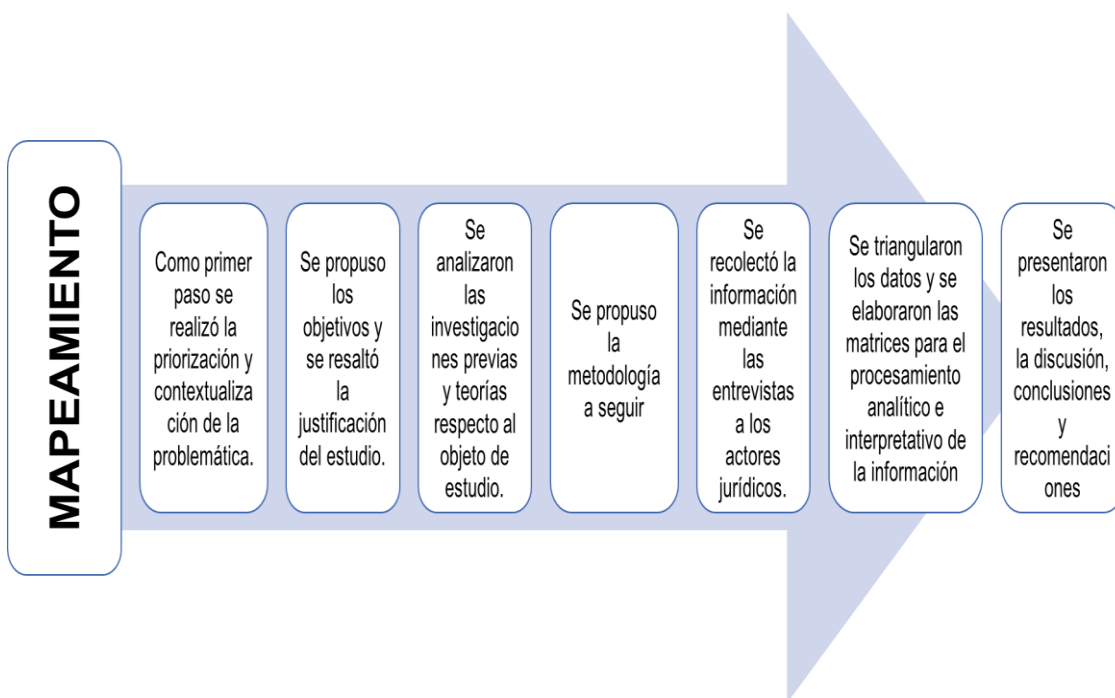 MAPEAMIENTO
Como primer
paso se
realizó la
priorización y
contextualiza
ción de la
problemática.
Se propuso
los
objetivos y
se resaltó
la
justificación
del estudio.
Se
analizaron
las
investigacio
nes previas
y teorías
respecto al
objeto de
estudio.
Se propuso
la
metodología
a seguir
Se
recolectó la
información
mediante
las
entrevistas
a los
actores
jurídicos.
Se triangularon
los datos y se
elaboraron las
matrices para el
procesamiento
analítico e
interpretativo de
la información
Se
presentaron
los
resultados,
la discusión,
conclusiones
y
recomendaci
ones